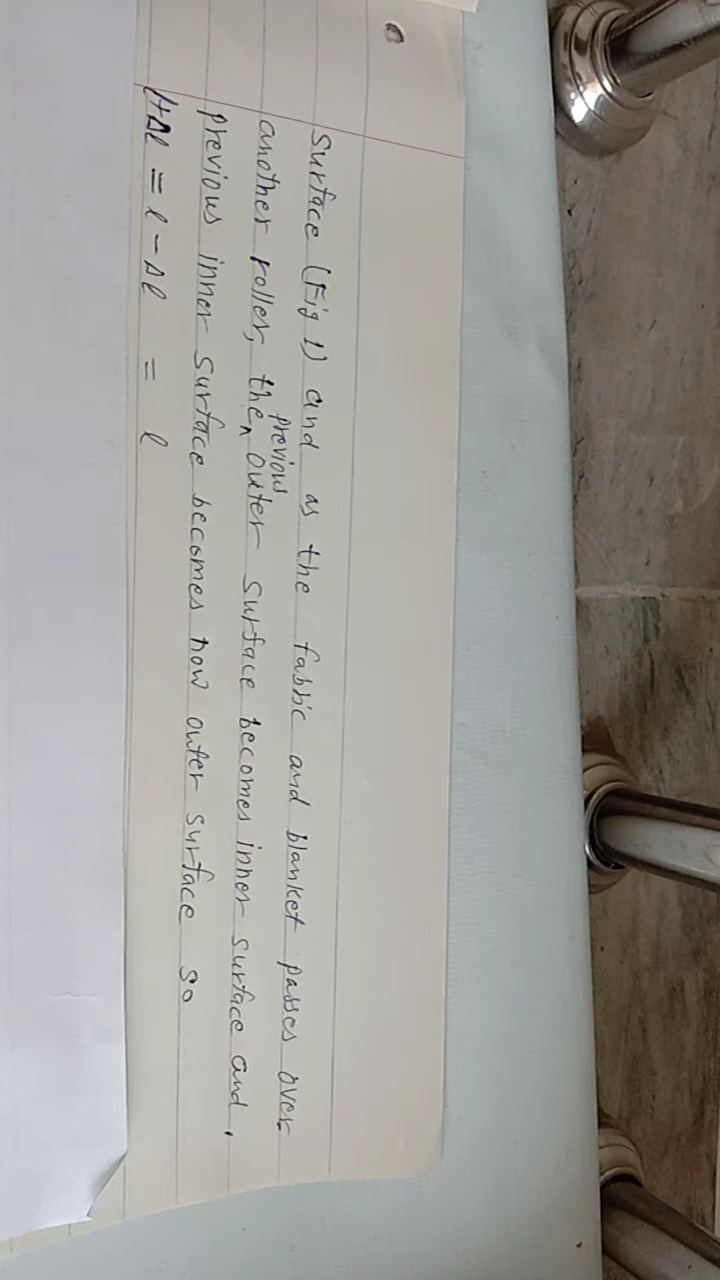 surface (Fig 1) and as the fabric and blanket passes over
another roller, the previous outer surface becomes inner surface and
previous inner surface becomes now outer surface so
l+Δl = l - Δl = l